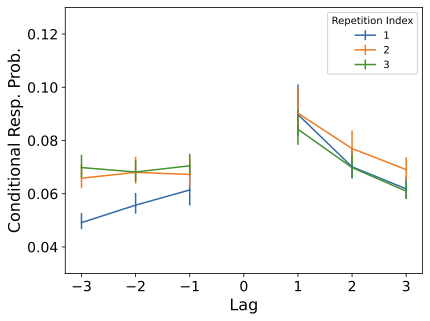 Conditional Resp. Prob.
0.12
0.10
0.08
0.06
0.04
Repetition Index
1
2
3
−3 −2 −1 0 1 2 3
Lag